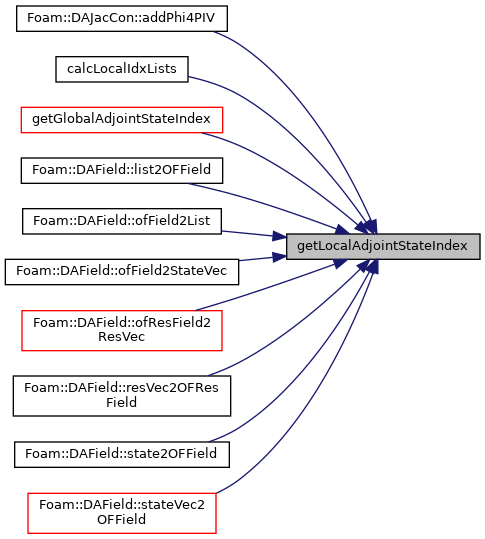 Foam::DAJacCon::addPhi4PIV
calcLocalIdxLists
getGlobalAdjointStateIndex
Foam::DAField::list2OFField
Foam::DAField::ofField2List
getLocalAdjointStateIndex
Foam::DAField::ofField2StateVec
Foam::DAField::ofResField2
ResVec
Foam::DAField::resVec2OFRes
Field
Foam::DAField::state2OFField
Foam::DAField::stateVec2
OFField